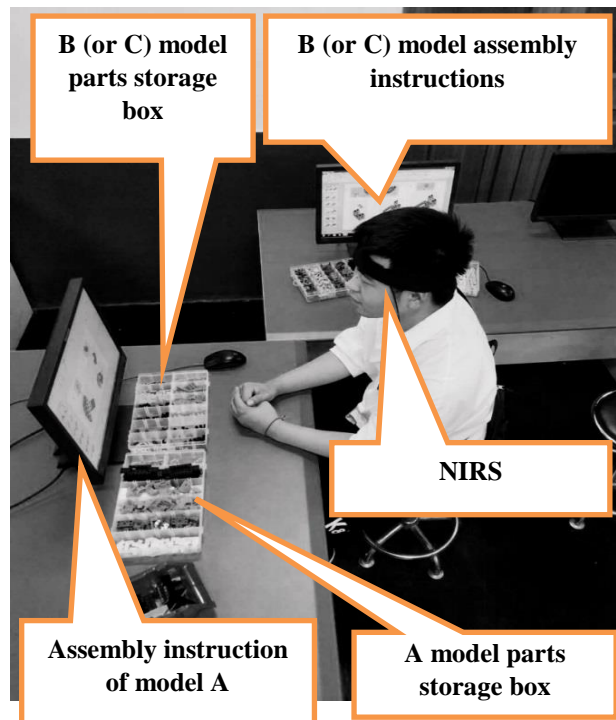 B (or C) model
parts storage
box
B (or C) model assembly
instructions
NIRS
Assembly instruction
of model A
A model parts
storage box